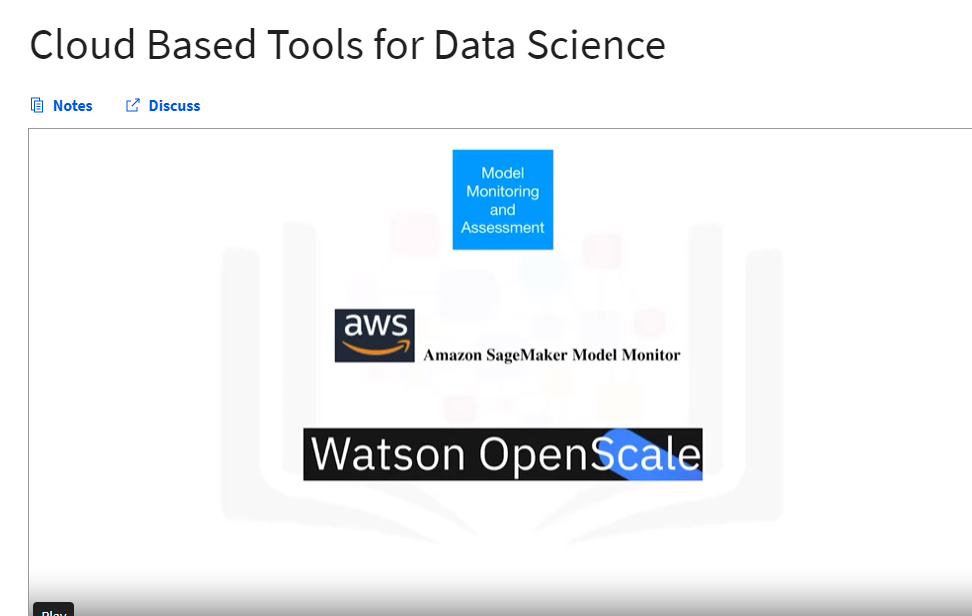 Cloud Based Tools for Data Science
Notes Discuss
Model
Monitoring
and
Assessment
aws
Amazon SageMaker Model Monitor
Watson OpenScale
Play